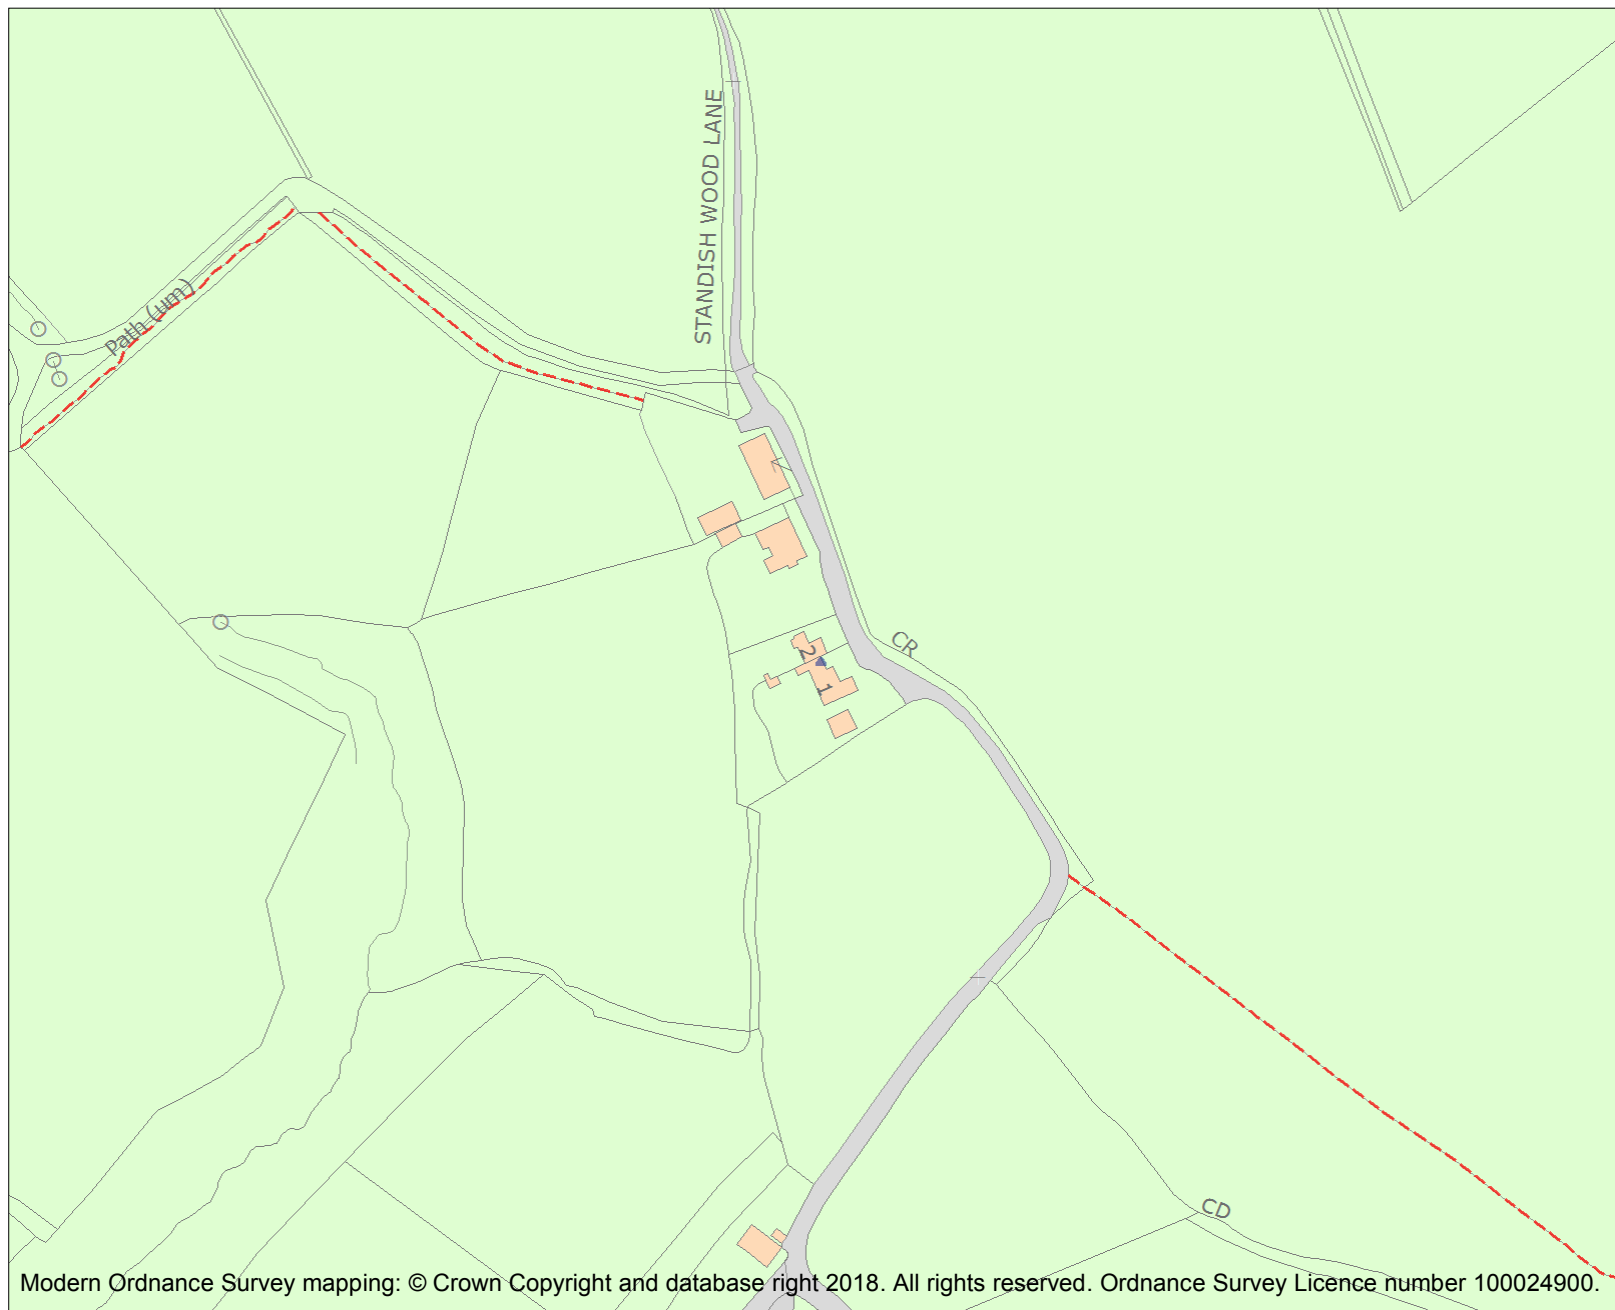 STANDISH WOOD LANE
Path (um)
CR
2
1
CD
Modern Ordnance Survey mapping: © Crown Copyright and database right 2018. All rights reserved. Ordnance Survey Licence number 100024900.